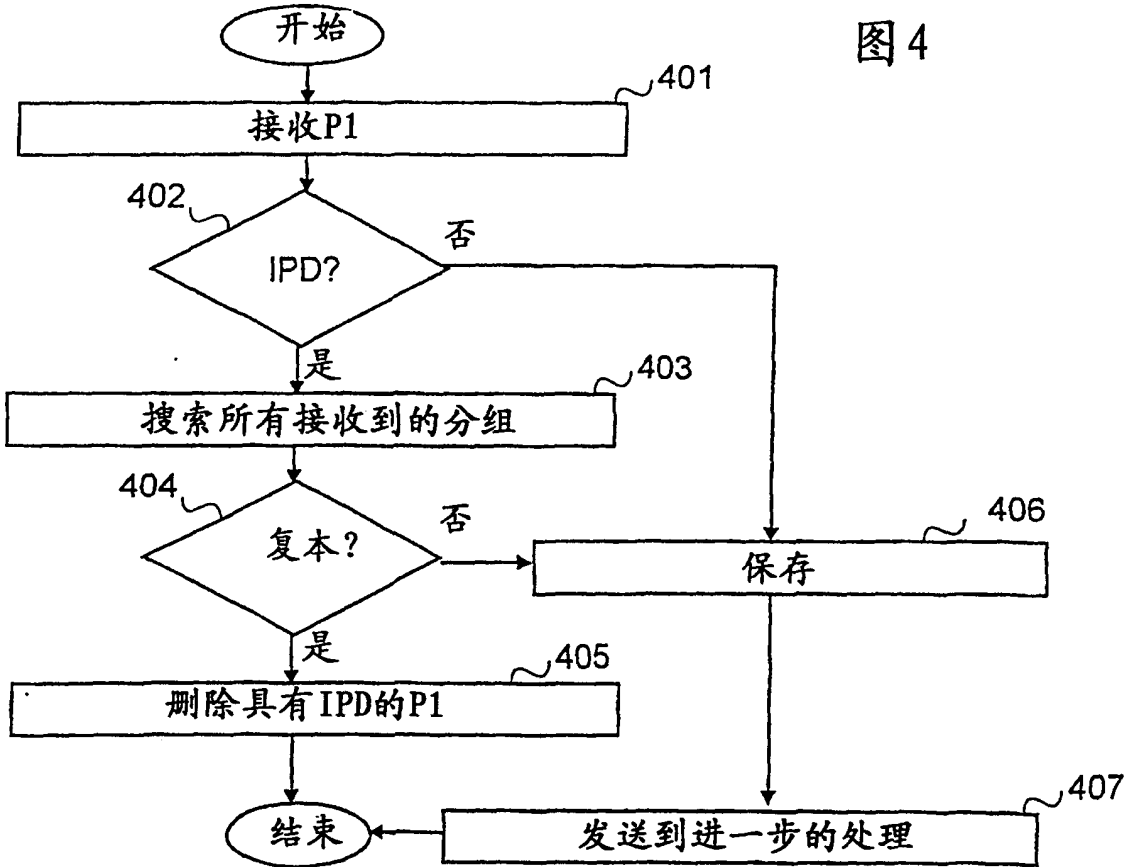 开始
图4
401
接收P1
402
否
IPD?
是
403
搜索所有接收到的分组
404
否
复本?
406
保存
是
405
删除具有IPD的P1
407
结束
发送到进一步的处理